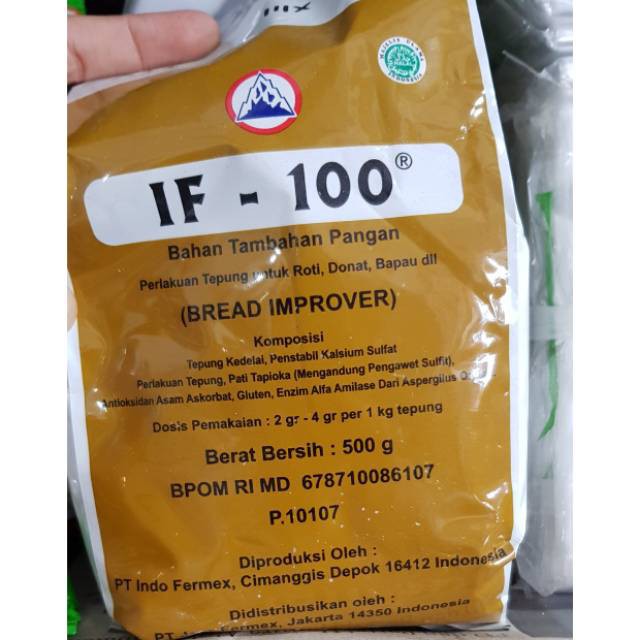 IF - 100®
Bahan Tambahan Pangan
Perlakuan Tepung untuk Roti, Donat, Bapau dll
(BREAD IMPROVER)
Komposisi
Tepung Kedelai, Penstabil Kalsium Sulfat
Perlakuan Tepung, Pati Tapioka (Mengandung Pengawet Sulfit),
Antioksidan Asam Askorbat, Gluten, Enzim Alfa Amilase Dari Aspergilus
Dosis Pemakaian : 2 gr - 4 gr per 1 kg tepung
Berat Bersih : 500 g
BPOM RI MD 678710086107
P.10107
Diproduksi Oleh :
PT Indo Fermex, Cimanggis Depok 16412 Indonesia
Didistribusikan oleh :
Fermex, Jakarta 14350 Indonesia